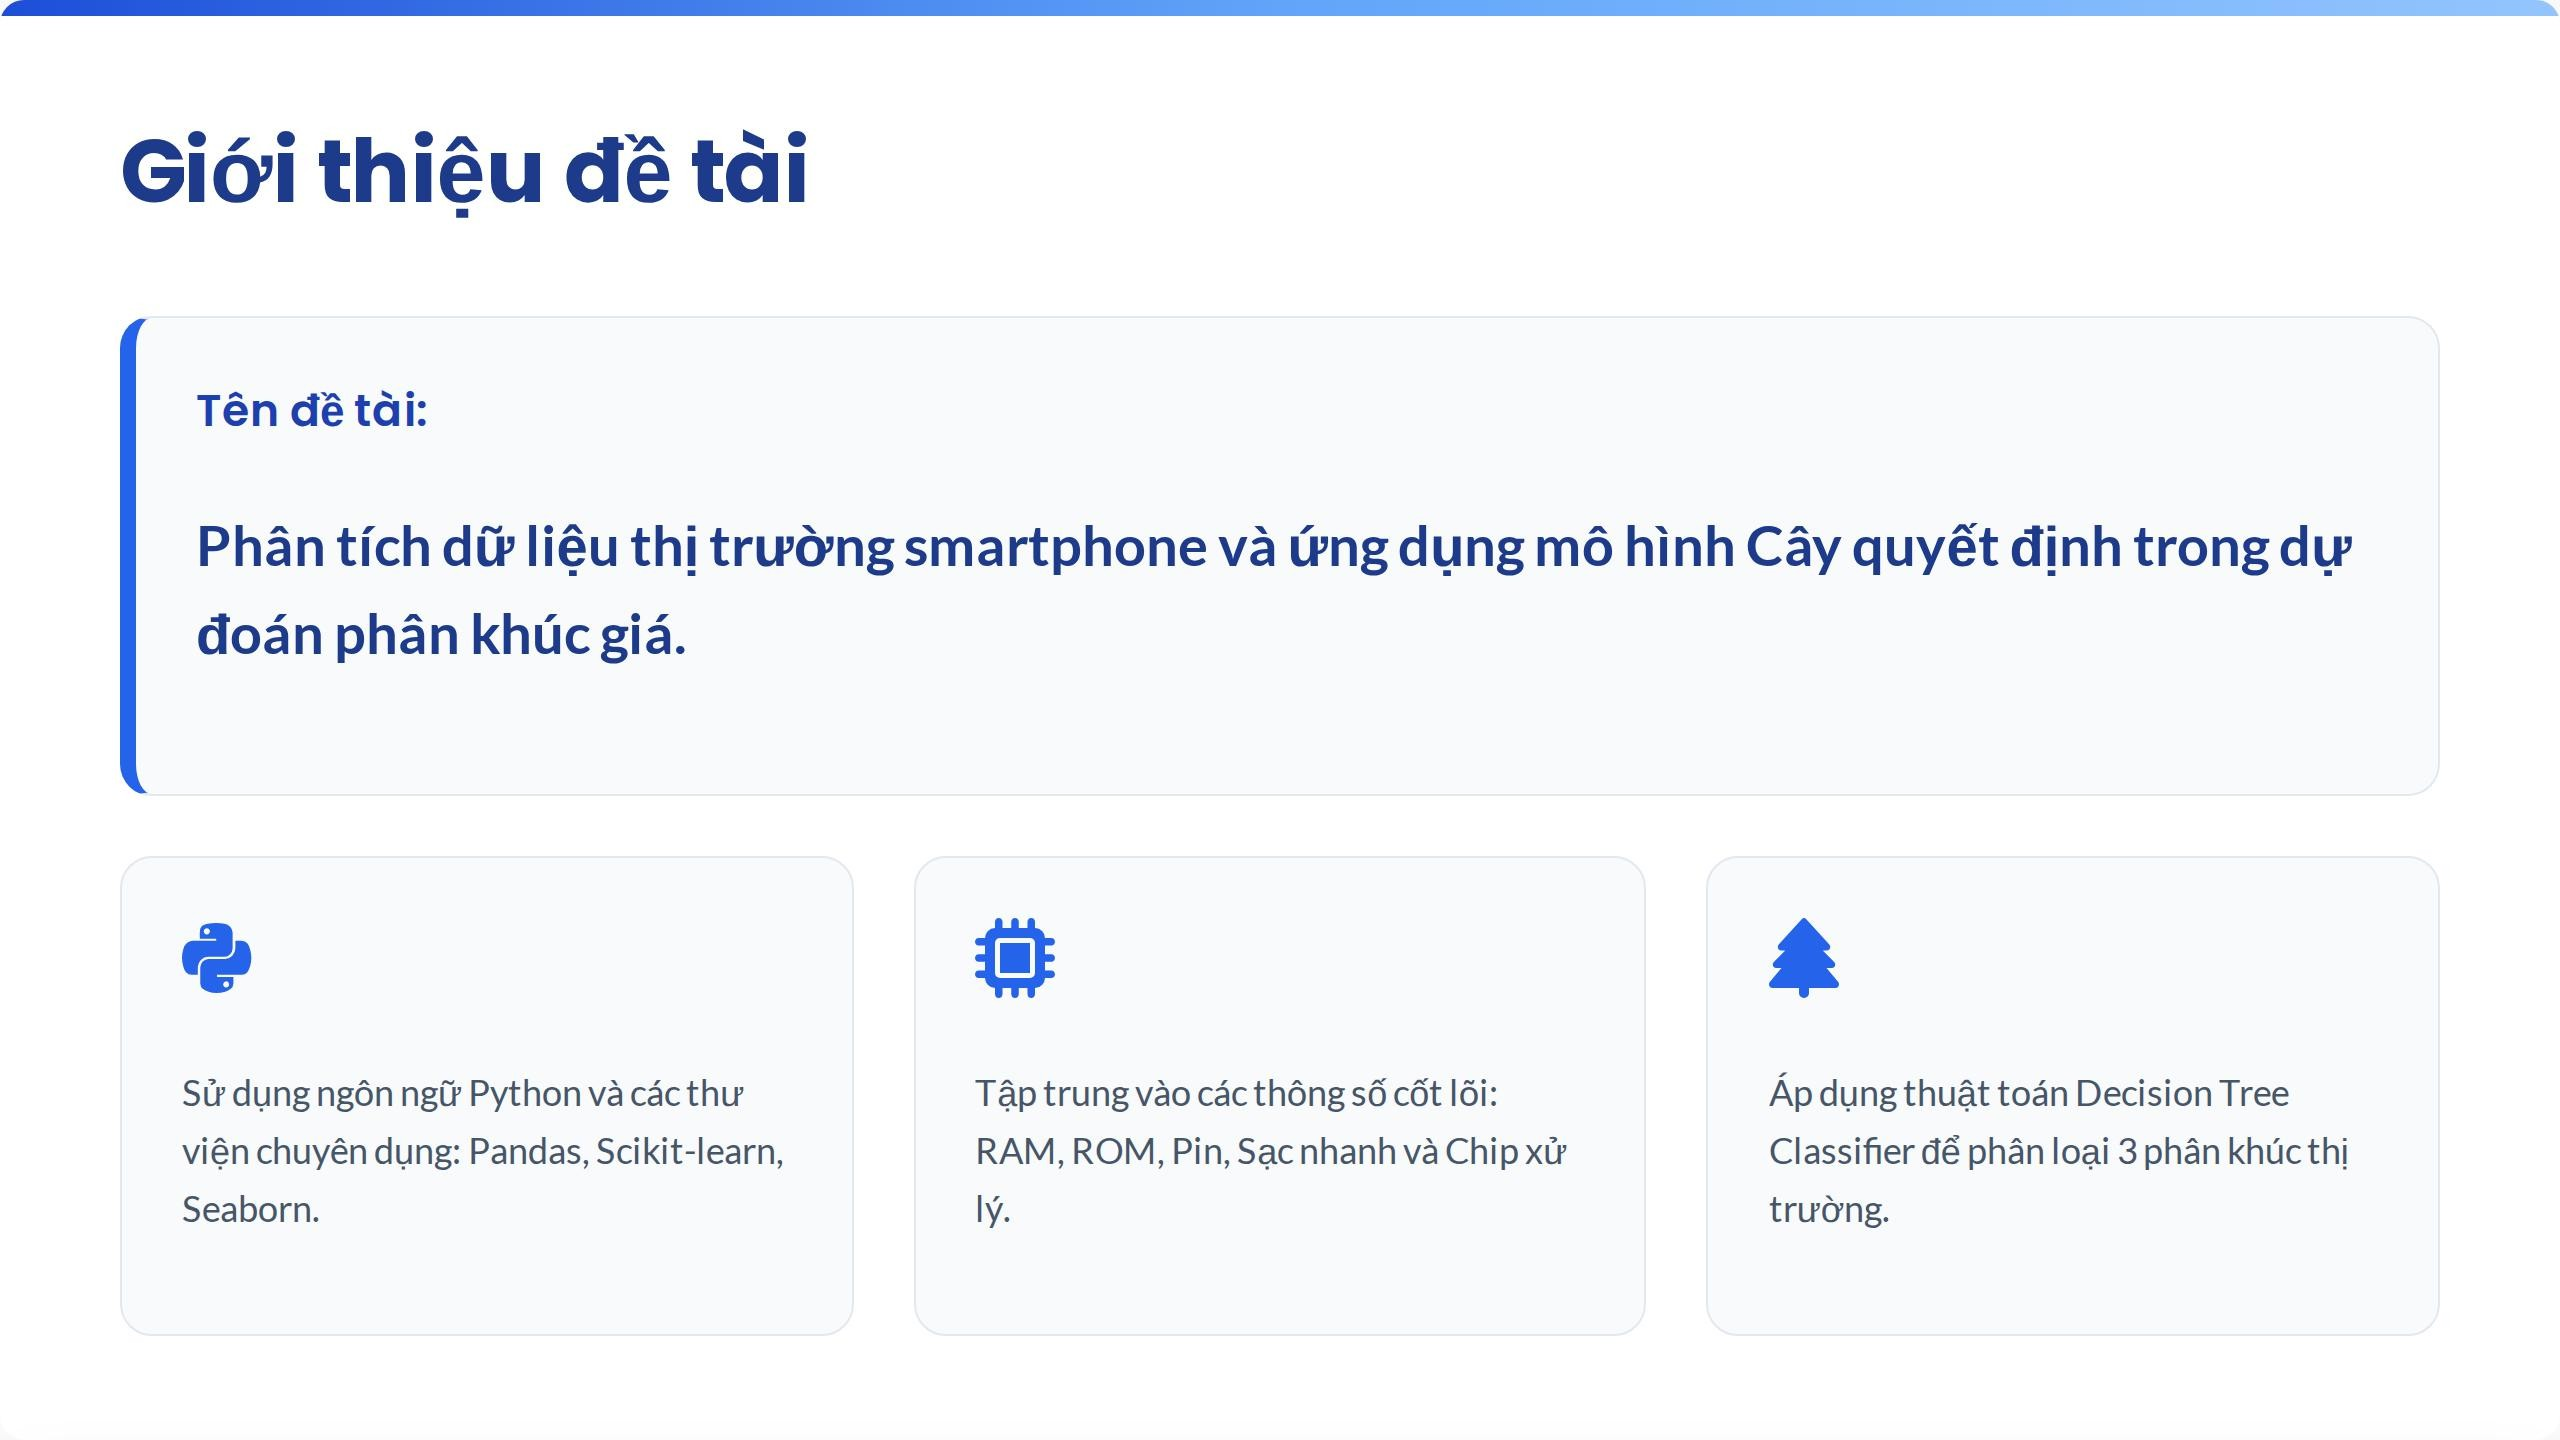 Giới thiệu đề tài
Tên đề tài:
Phân tích dữ liệu thị trường smartphone và ứng dụng mô hình Cây quyết định trong dự
đoán phân khúc giá.
Sử dụng ngôn ngữ Python và các thư
viện chuyên dụng: Pandas, Scikit-learn,
Seaborn.
Tập trung vào các thông số cốt lõi:
RAM, ROM, Pin, Sạc nhanh và Chip xử
lý.
Áp dụng thuật toán Decision Tree
Classifier để phân loại 3 phân khúc thị
trường.